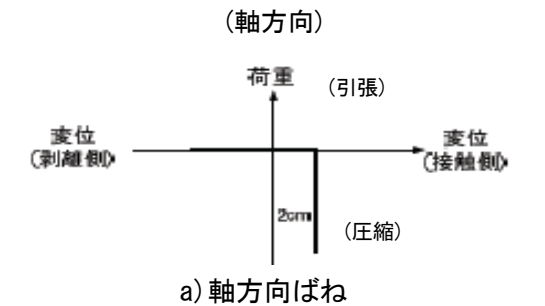 (軸方向)
荷重
(引張)
変位
(剥離側)
変位
(接触側)
2cm
(圧縮)
a)軸方向ばね